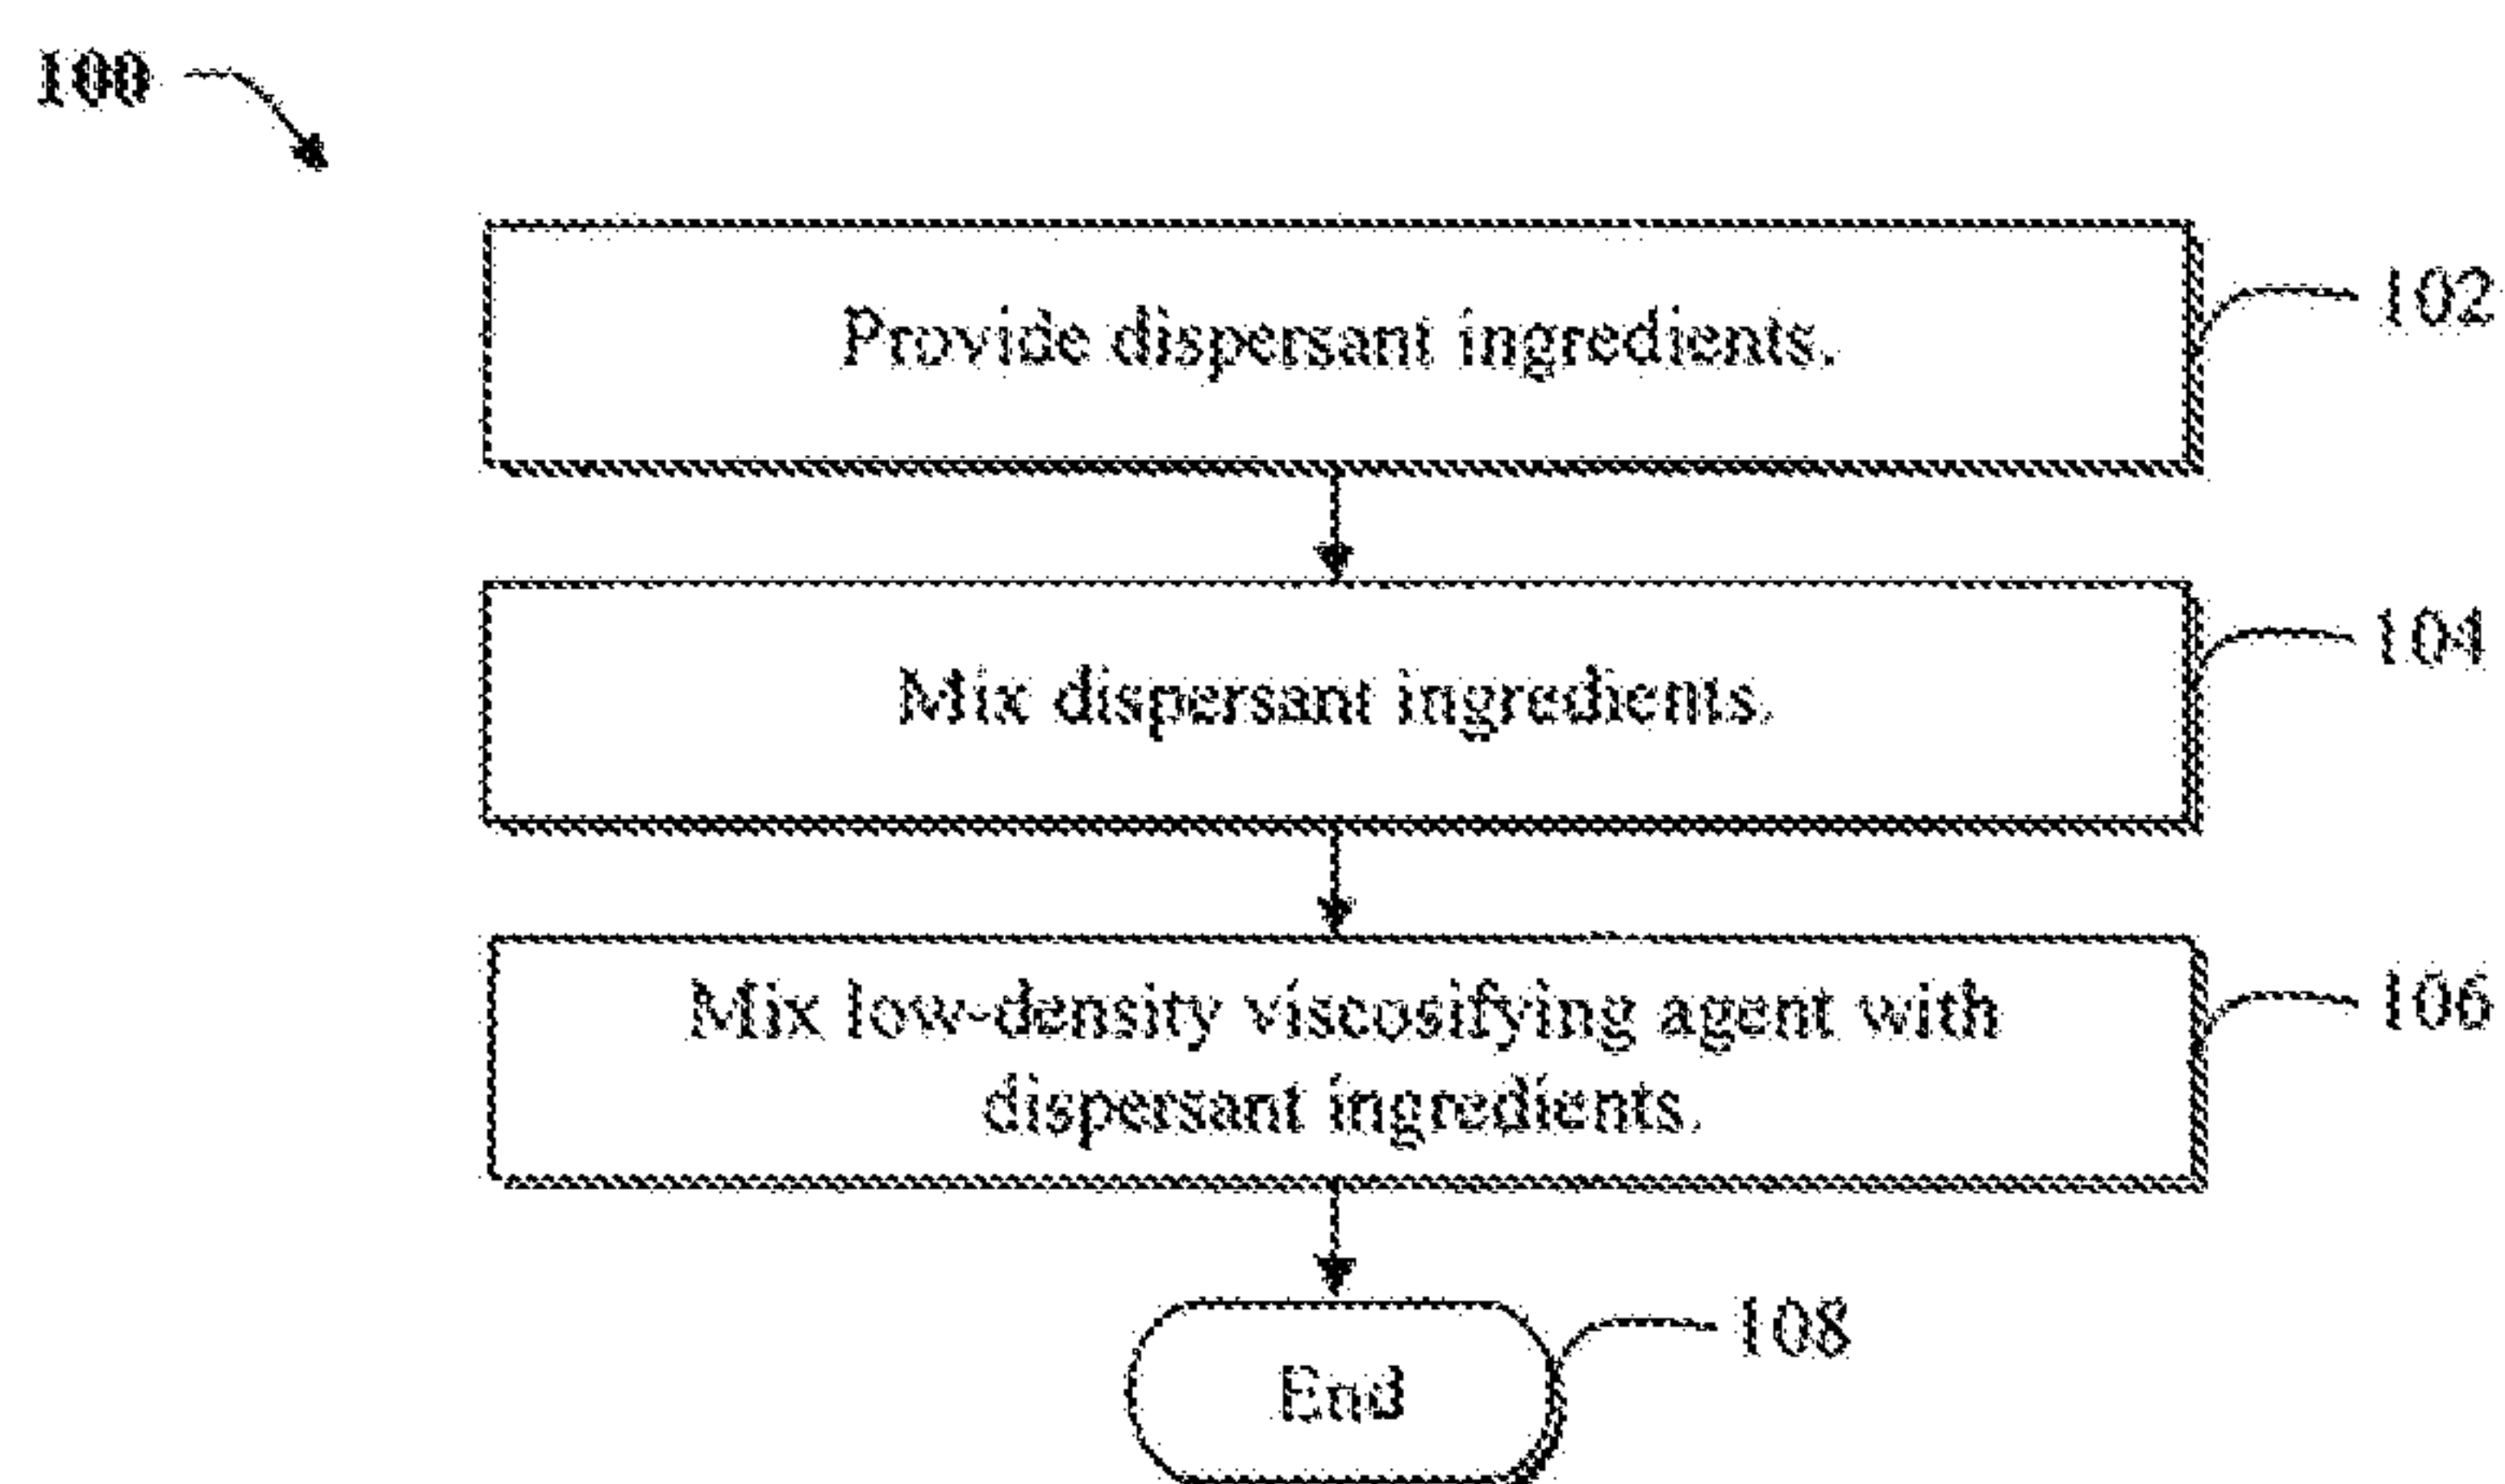 100
Provide dispersant ingredients.
102
Mix dispersant ingredients.
104
Mix low-density viscosifying agent with
dispersant ingredients.
106
End
108